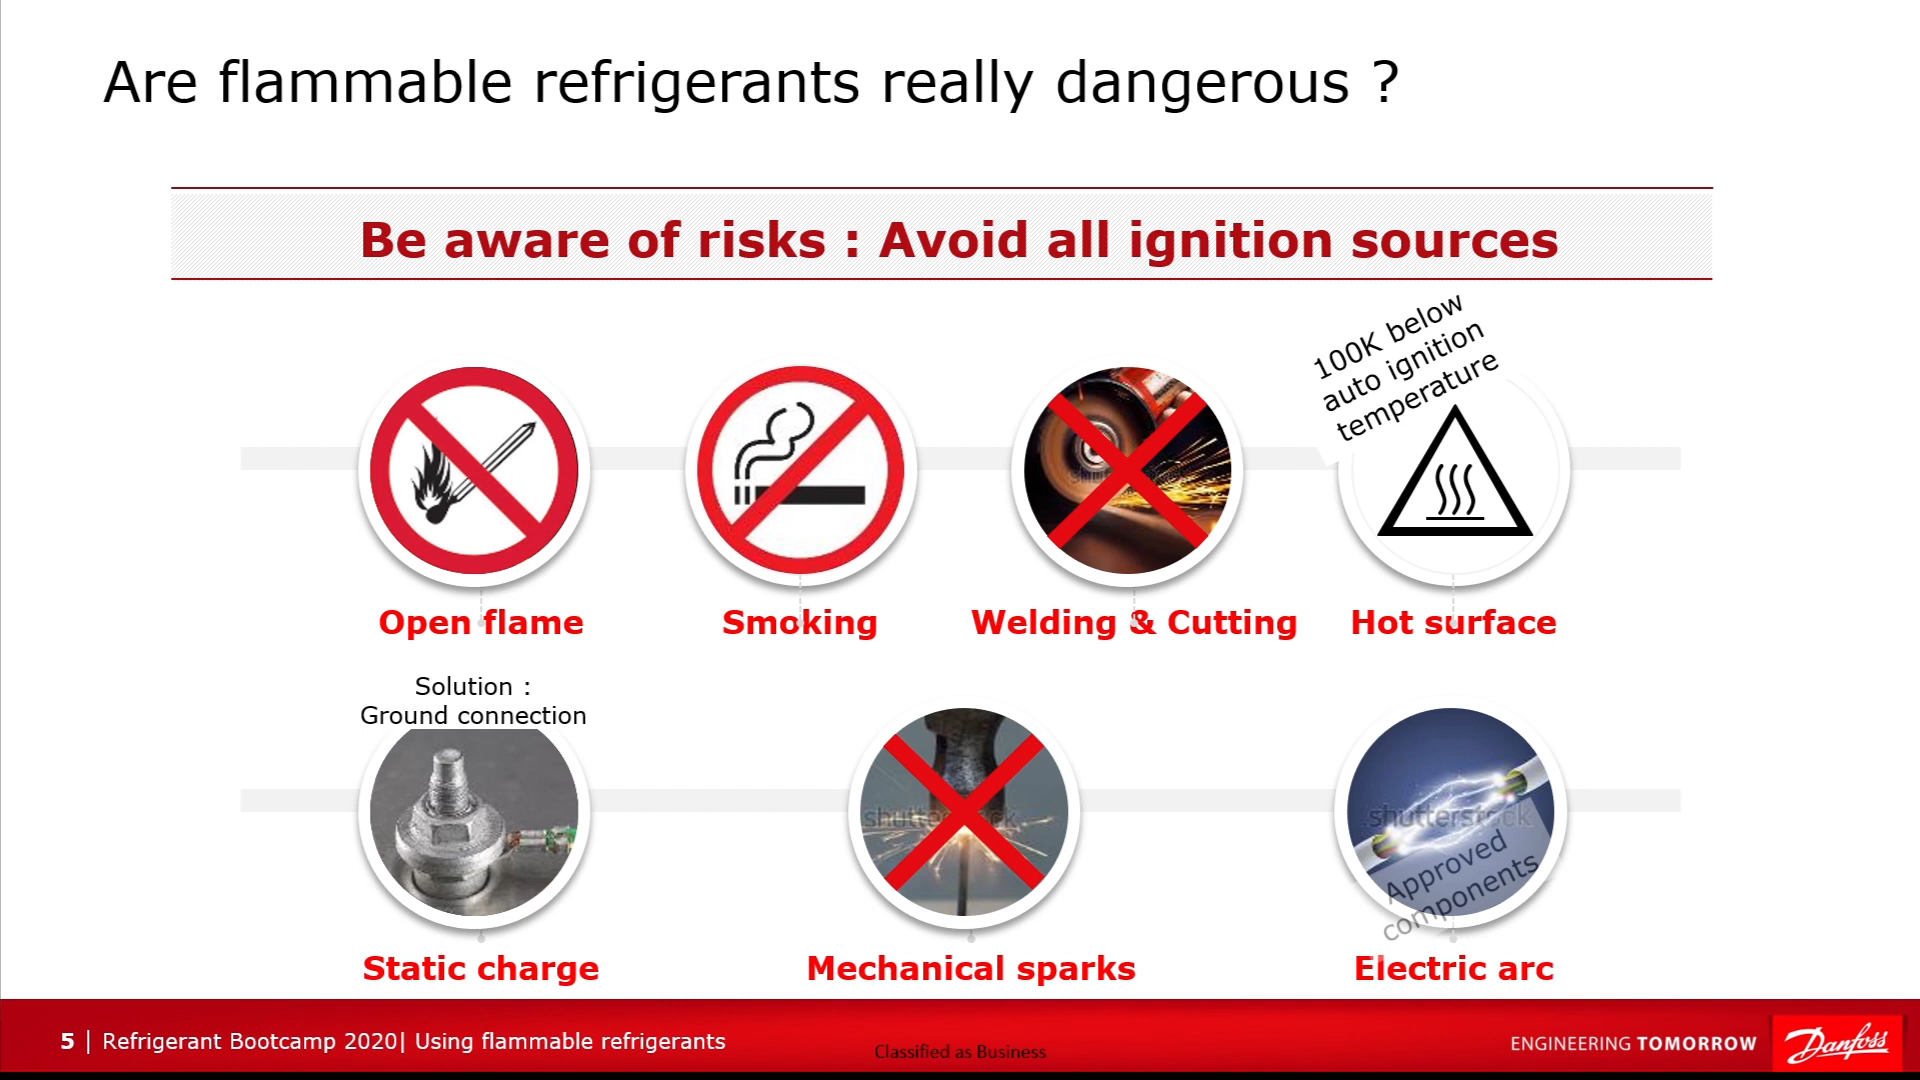 Are flammable refrigerants really dangerous ?
Be aware of risks : Avoid all ignition sources
100K below
auto ignition
temperature
Open flame
Smoking
Welding & Cutting
Hot surface
Solution :
Ground connection
shutterstock
shutterstock
Approved
components
Static charge
Mechanical sparks
Electric arc
5 | Refrigerant Bootcamp 2020| Using flammable refrigerants
Classified as Business
ENGINEERING TOMORROW
Danfoss